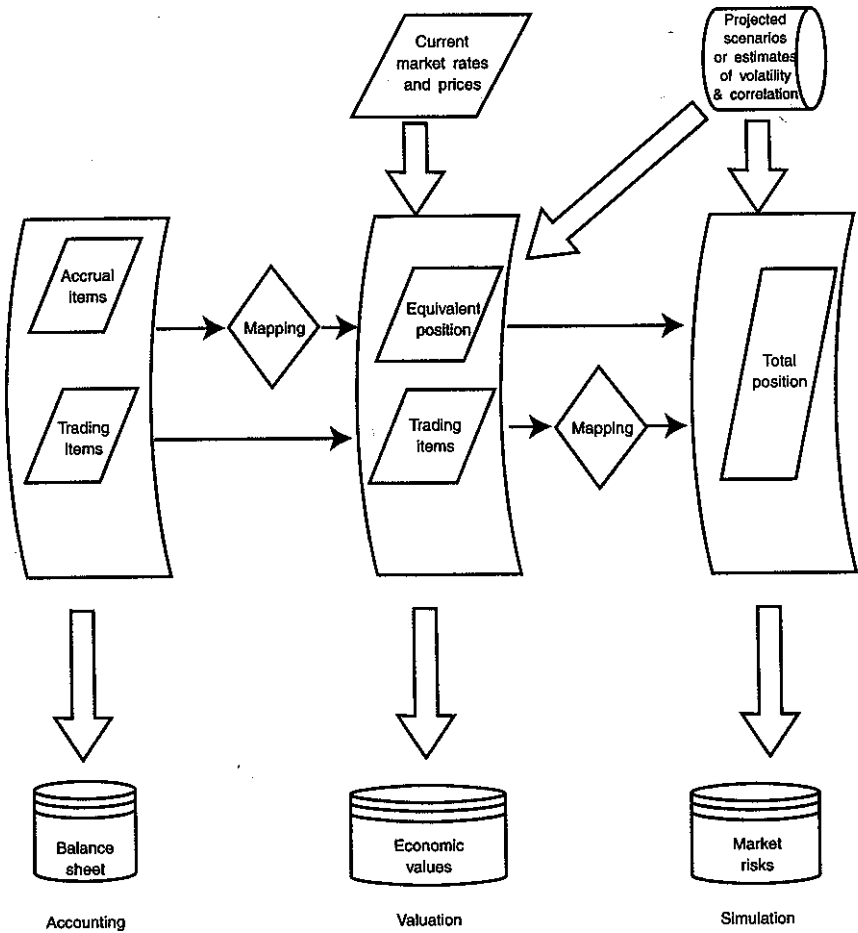 Current
market rates
and prices
Projected
scenarios
or estimates
of volatility
& correlation
Accrual
items
Mapping
Equivalent
position
Total
position
Trading
items
Trading
items
Mapping
Balance
sheet
Economic
values
Market
risks
Accounting
Valuation
Simulation